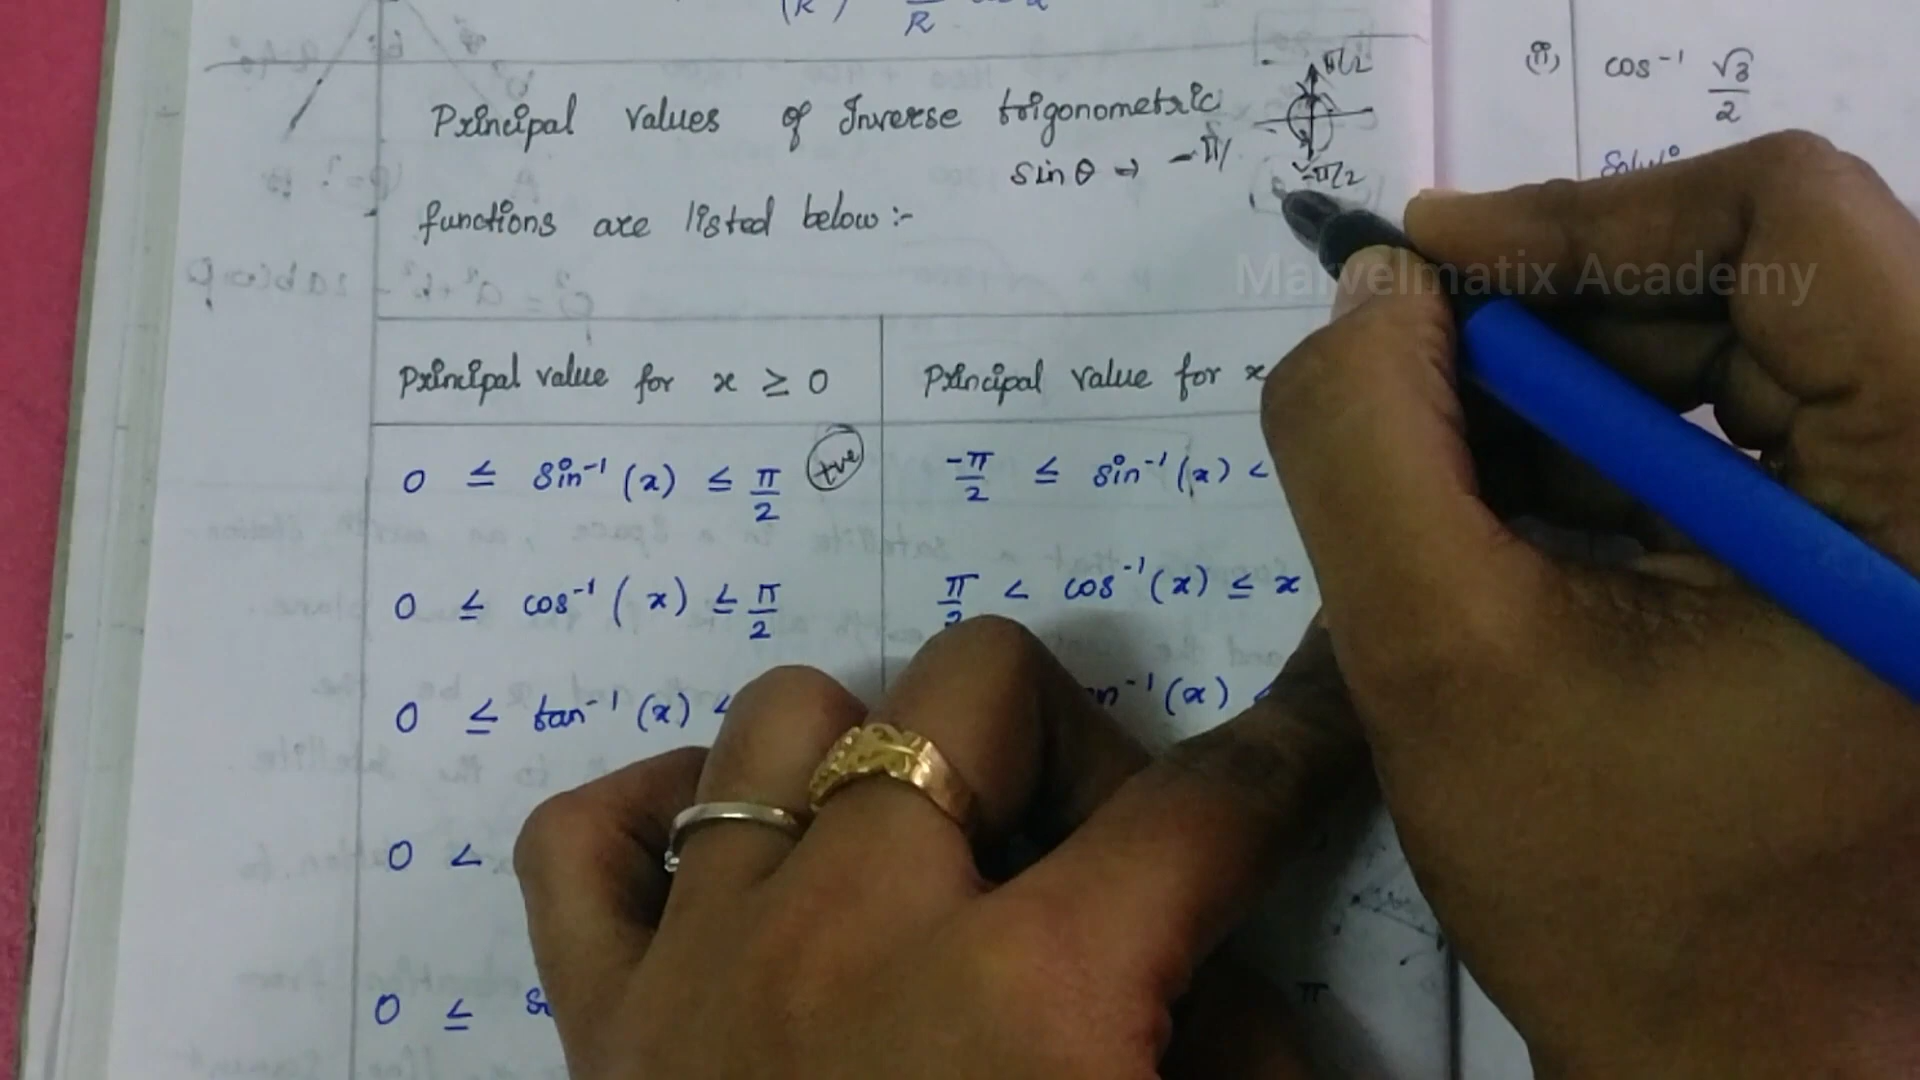 R
Principal values of Inverse trigonometric
π/2
sin θ → -π/
-π/2
functions are listed below :-
(ii) cos⁻¹ √3/2
Marvelmatix Academy
Principal value for x ≥ 0
Principal value for x
0 ≤ sin⁻¹ (x) ≤ π/2 +ve
-π/2 ≤ sin⁻¹ (x) <
0 ≤ cos⁻¹ (x) ≤ π/2
π/2 < cos⁻¹ (x) ≤ x
0 ≤ tan⁻¹ (x) <
n⁻¹ (x) <
0 <
0 ≤
π